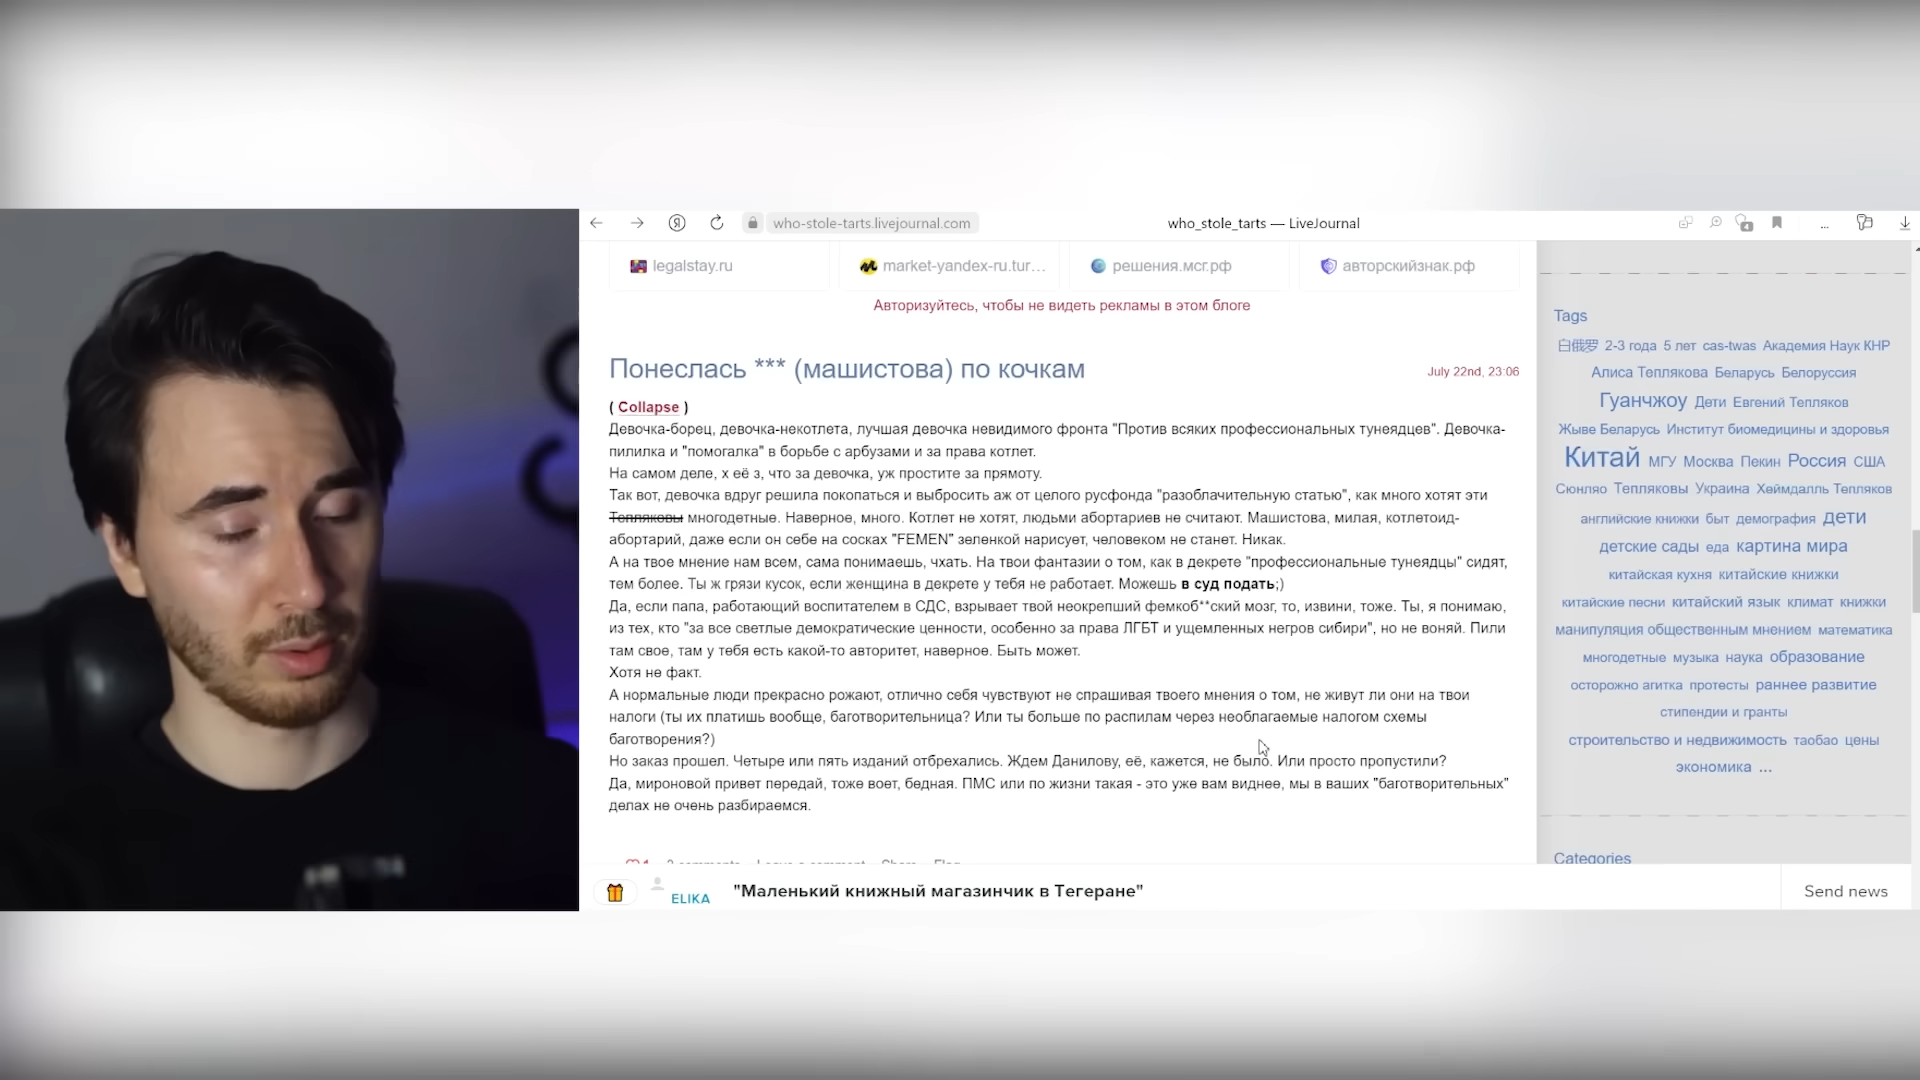 who-stole-tarts.livejournal.com
who_stole_tarts — LiveJournal
legalstay.ru
market-yandex-ru.tur...
решения.мсг.рф
авторскийзнак.рф
Авторизуйтесь, чтобы не видеть рекламы в этом блоге
Понеслась *** (машистова) по кочкам
July 22nd, 23:06
( Collapse )
Девочка-борец, девочка-некотлета, лучшая девочка невидимого фронта "Против всяких профессиональных тунеядцев". Девочка-
пилилка и "помогалка" в борьбе с арбузами и за права котлет.
На самом деле, х её з, что за девочка, уж простите за прямоту.
Так вот, девочка вдруг решила покопаться и выбросить аж от целого русфонда "разоблачительную статью", как много хотят эти
Тепляковы многодетные. Наверное, много. Котлет не хотят, людьми абортариев не считают. Машистова, милая, котлетоид-
абортарий, даже если он себе на сосках "FEMEN" зеленкой нарисует, человеком не станет. Никак.
А на твое мнение нам всем, сама понимаешь, чхать. На твои фантазии о том, как в декрете "профессиональные тунеядцы" сидят,
тем более. Ты ж грязи кусок, если женщина в декрете у тебя не работает. Можешь в суд подать;)
Да, если папа, работающий воспитателем в СДС, взрывает твой неокрепший фемкоб**ский мозг, то, извини, тоже. Ты, я понимаю,
из тех, кто "за все светлые демократические ценности, особенно за права ЛГБТ и ущемленных негров сибири", но не воняй. Пили
там свое, там у тебя есть какой-то авторитет, наверное. Быть может.
Хотя не факт.
А нормальные люди прекрасно рожают, отлично себя чувствуют не спрашивая твоего мнения о том, не живут ли они на твои
налоги (ты их платишь вообще, баготворительница? Или ты больше по распилам через необлагаемые налогом схемы
баготворения?)
Но заказ прошел. Четыре или пять изданий отбрехались. Ждем Данилову, её, кажется, не было. Или просто пропустили?
Да, мироновой привет передай, тоже воет, бедная. ПМС или по жизни такая - это уже вам виднее, мы в ваших "баготворительных"
делах не очень разбираемся.
Tags
白俄罗 2-3 года 5 лет cas-twas Академия Наук КНР
Алиса Теплякова Беларусь Белоруссия
Гуанчжоу Дети Евгений Тепляков
Жыве Беларусь Институт биомедицины и здоровья
Китай МГУ Москва Пекин Россия США
Сюнляо Тепляковы Украина Хеймдалль Тепляков
английские книжки быт демография дети
детские сады еда картина мира
китайская кухня китайские книжки
китайские песни китайский язык климат книжки
манипуляция общественным мнением математика
многодетные музыка наука образование
осторожно агитка протесты раннее развитие
стипендии и гранты
строительство и недвижимость таобао цены
экономика ...
Categories
ELIKA
"Маленький книжный магазинчик в Тегеране"
Send news